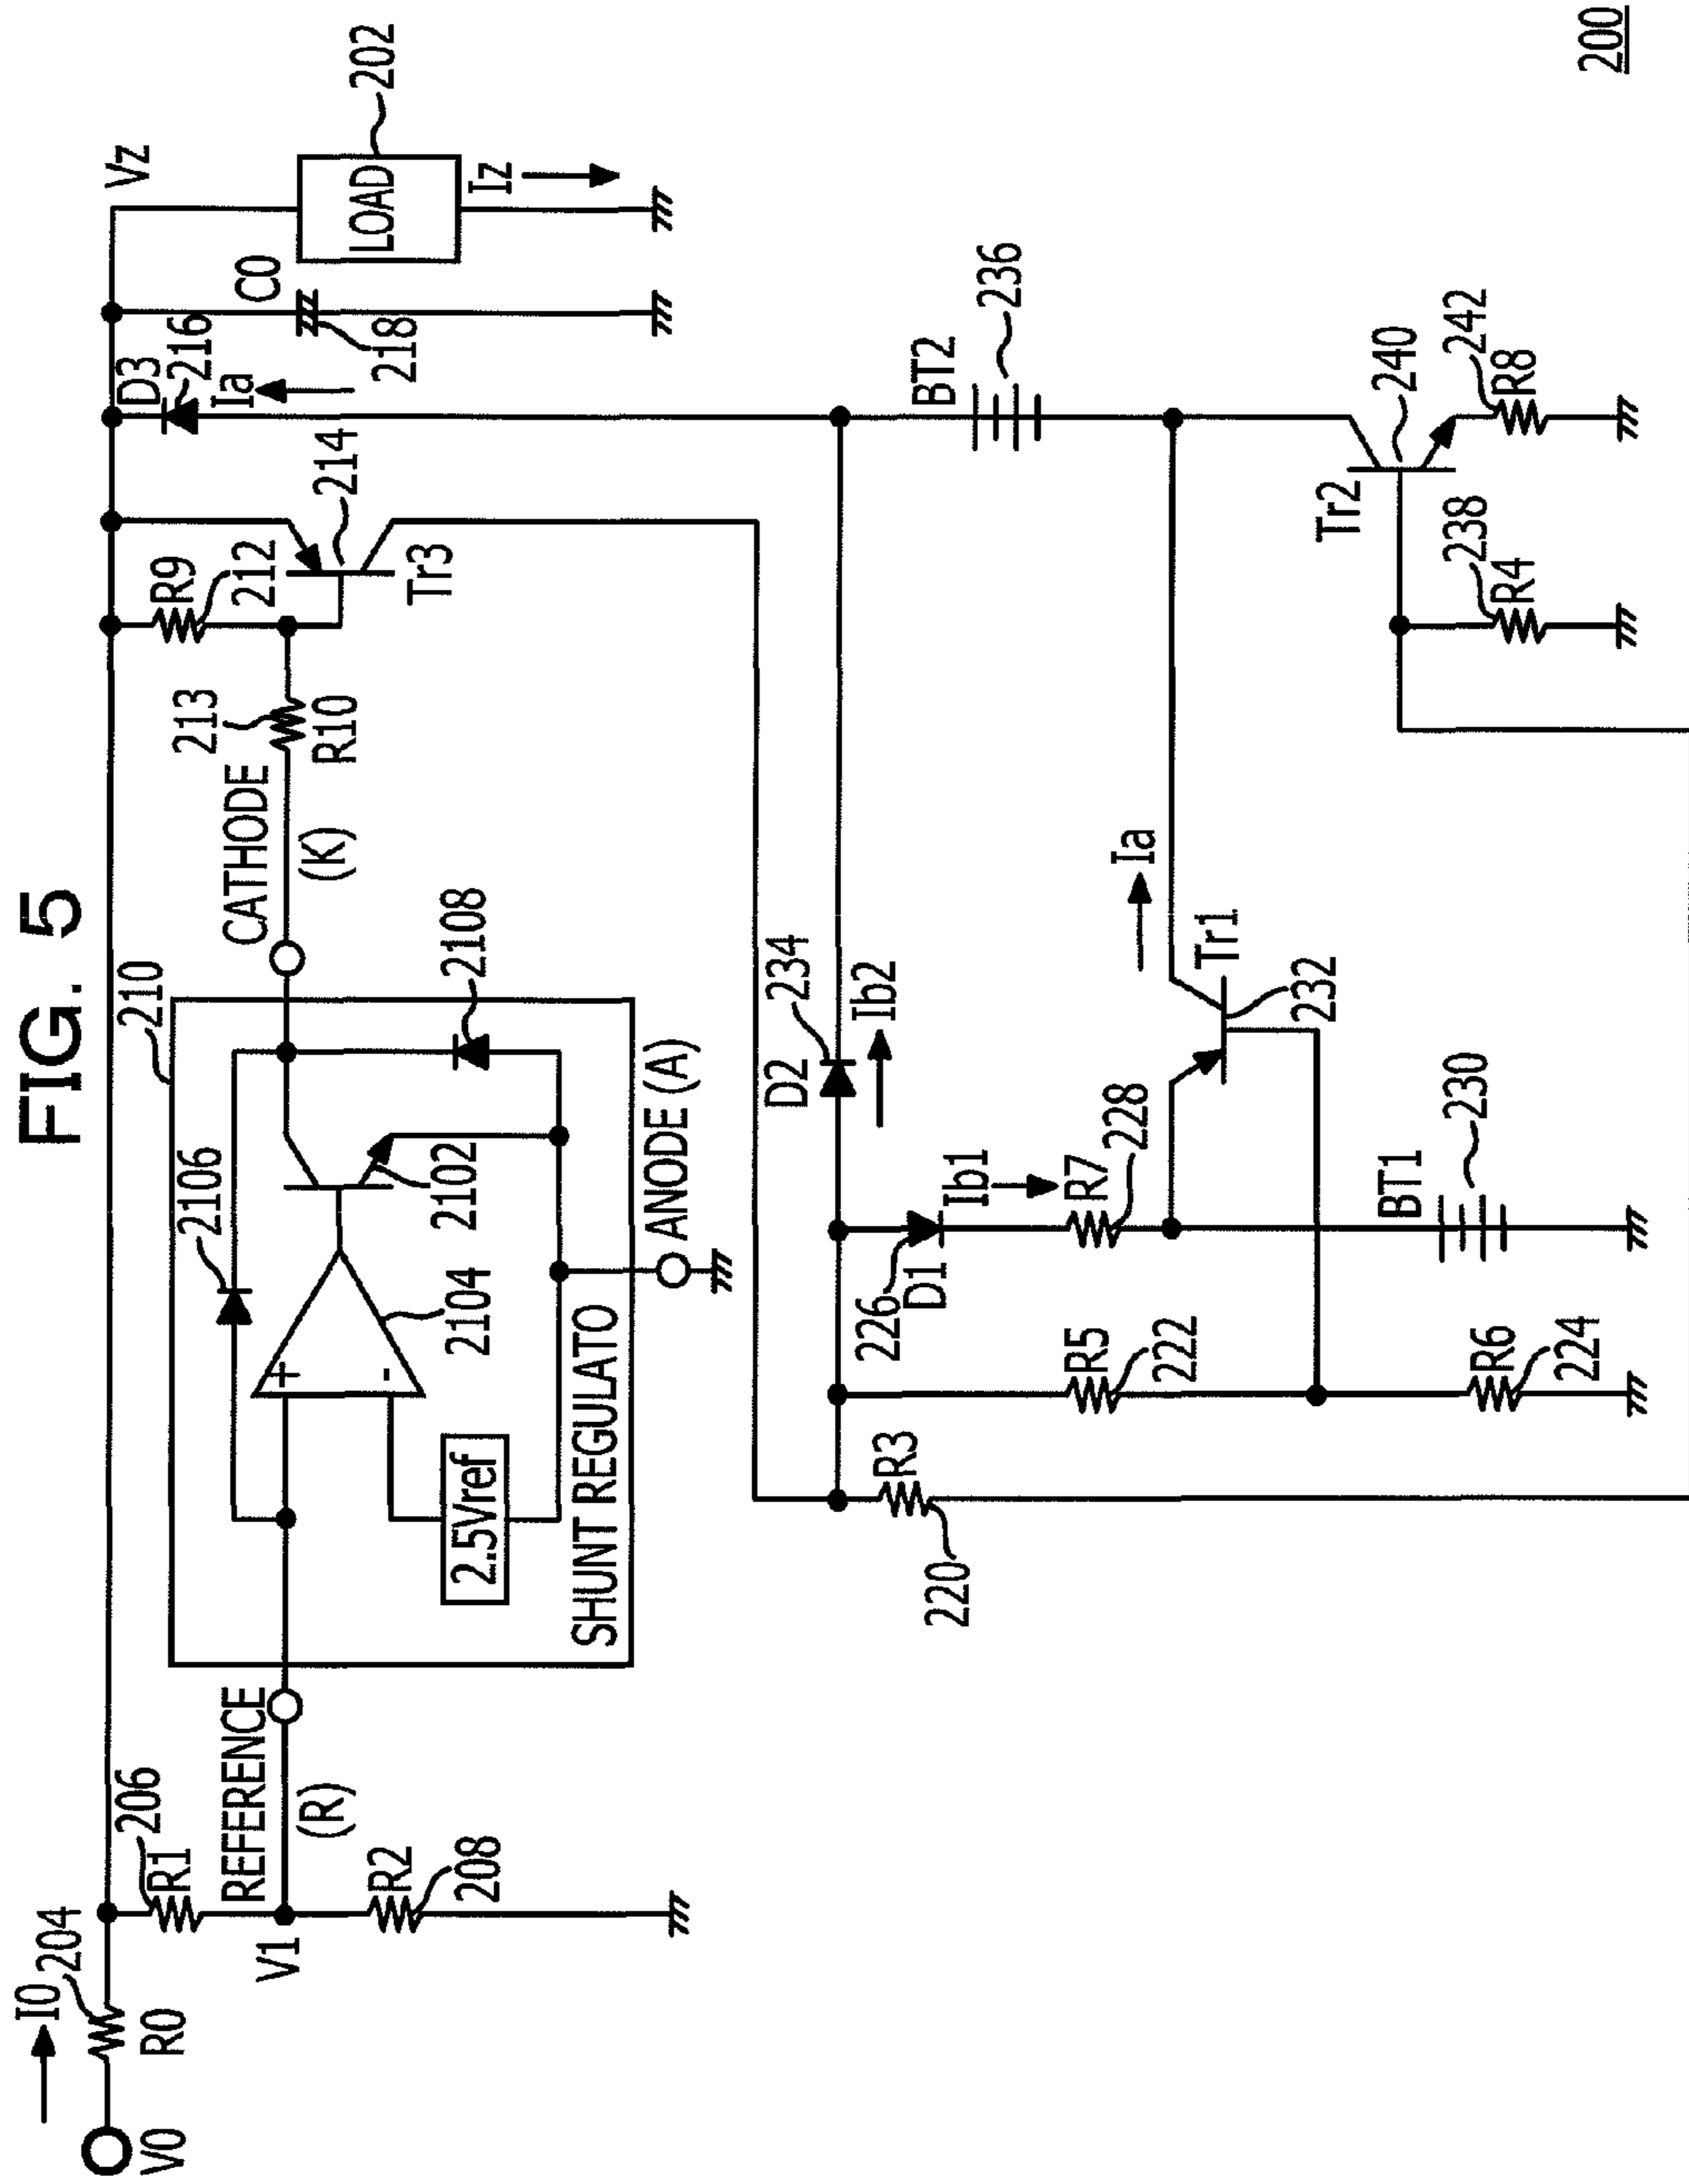 FIG. 5
I0
204
V0
R0
206
R1
V1
R2
208
REFERENCE
(R)
210
2106
+
-
2104
2102
2108
2.5Vref
SHUNT REGULATO
ANODE (A)
CATHODE
(K)
213
R10
R9
212
214
Tr3
D3
216
Ia
C0
218
Vz
LOAD
202
Iz
R3
220
R5
222
R6
224
226
D1
Ib1
R7
228
BT1
230
D2
234
Ib2
Ia
Tr1
232
BT2
236
Tr2
240
238
R4
242
R8
200